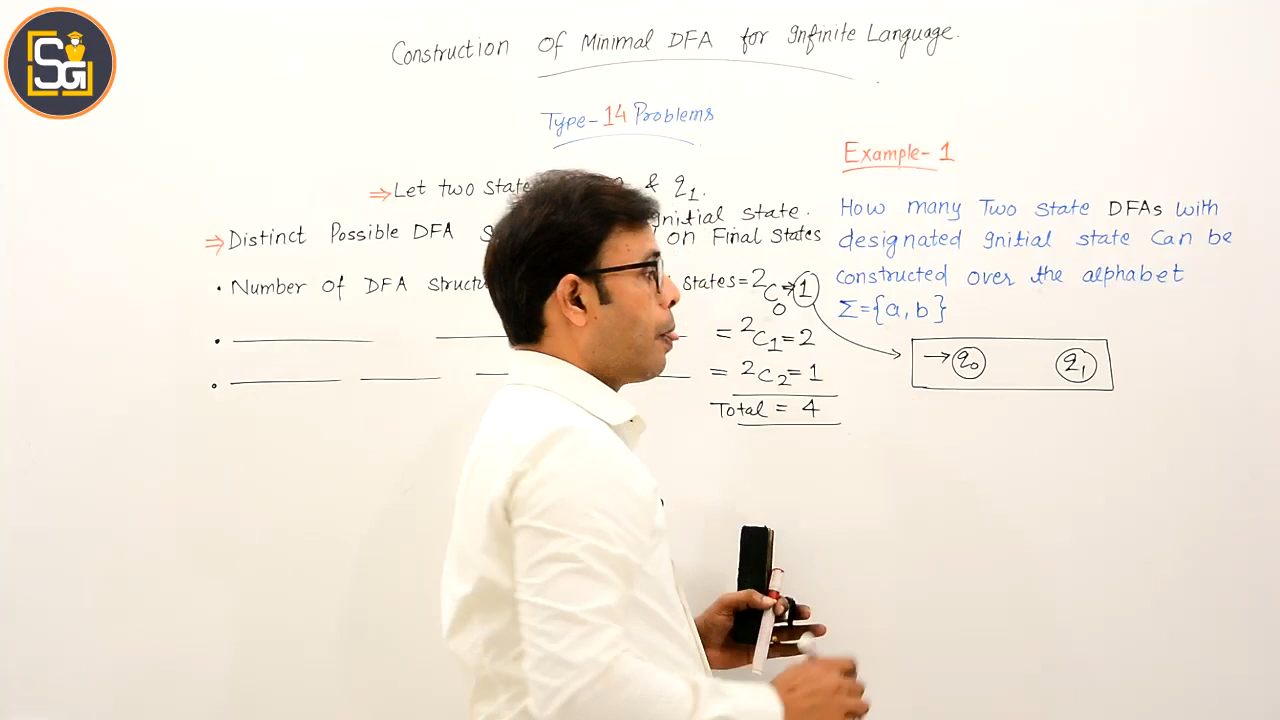 SG
Construction Of Minimal DFA for Infinite Language.
Type-14 Problems
⇒ Let two state & q1.
Initial state.
⇒ Distinct Possible DFA on Final States
• Number of DFA structu states = 2C0 → 1
• = 2C1 = 2
• = 2C2 = 1
Total = 4
Example-1
How many Two state DFAs with
designated Initial state Can be
constructed over the alphabet
Σ={a, b}
→ q0 q1